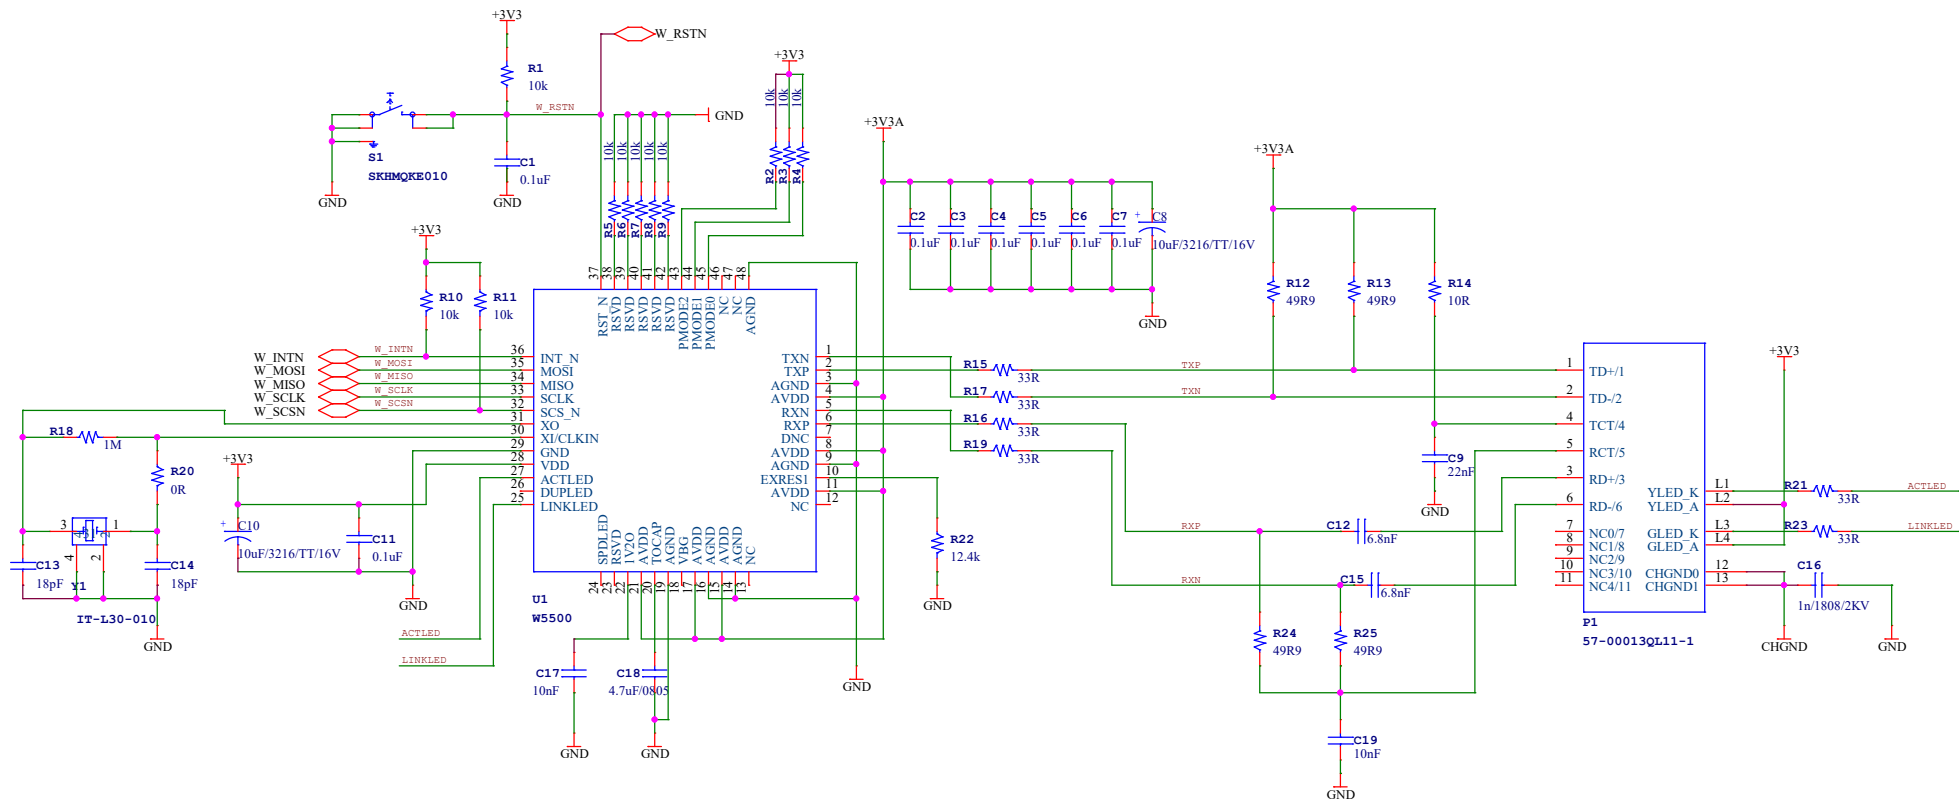 +3V3
W_RSTN
R1
10k
W_RSTN
S1
SKHMQKE010
C1
0.1uF
GND
GND
GND
10k
10k
10k
10k
10k
R5
R6
R7
R8
R9
+3V3
10k
10k
10k
R2
R3
R4
+3V3
R10
10k
R11
10k
W_INTN
W_MOSI
W_MISO
W_SCLK
W_SCSN
W_INTN
W_MOSI
W_MISO
W_SCLK
W_SCSN
R18
1M
R20
0R
3
1
4
2
C13
18pF
Y1
IT-L30-010
C14
18pF
GND
+3V3
+
C10
10uF/3216/TT/16V
C11
0.1uF
GND
ACTLED
LINKLED
37
38
39
40
41
42
43
44
45
46
47
48
RST_N
RSVD
RSVD
RSVD
RSVD
RSVD
PMODE2
PMODE1
PMODE0
NC
NC
AGND
36 INT_N
35 MOSI
34 MISO
33 SCLK
32 SCS_N
31 XO
30 XI/CLKIN
29 GND
28 VDD
27 ACTLED
26 DUPLED
25 LINKLED
TXN 1
TXP 2
AGND 3
AVDD 4
RXN 5
RXP 6
DNC 7
AVDD 8
AGND 9
EXRES1 10
AVDD 11
NC 12
SPDLED
RSVD
1V2O
AVDD
TOCAP
AGND
VBG
AVDD
AGND
AVDD
AGND
NC
24
23
22
21
20
19
18
17
16
15
14
13
U1
W5500
C17
10nF
GND
C18
4.7uF/0805
GND
GND
R22
12.4k
GND
+3V3A
C2
0.1uF
C3
0.1uF
C4
0.1uF
C5
0.1uF
C6
0.1uF
C7
0.1uF
+
C8
10uF/3216/TT/16V
GND
+3V3A
R12
49R9
R13
49R9
R14
10R
R15
33R
R17
33R
R16
33R
R19
33R
TXP
TXN
C9
22nF
GND
RXP
RXN
C12
6.8nF
C15
6.8nF
R24
49R9
R25
49R9
C19
10nF
GND
1 TD+/1
2 TD-/2
4 TCT/4
5 RCT/5
3 RD+/3
6 RD-/6
7 NC0/7
8 NC1/8
9 NC2/9
10 NC3/10
11 NC4/11
YLED_K L1
YLED_A L2
GLED_K L3
GLED_A L4
CHGND0 12
CHGND1 13
P1
57-00013QL11-1
+3V3
R21
33R
ACTLED
R23
33R
LINKLED
C16
1n/1808/2KV
CHGND
GND